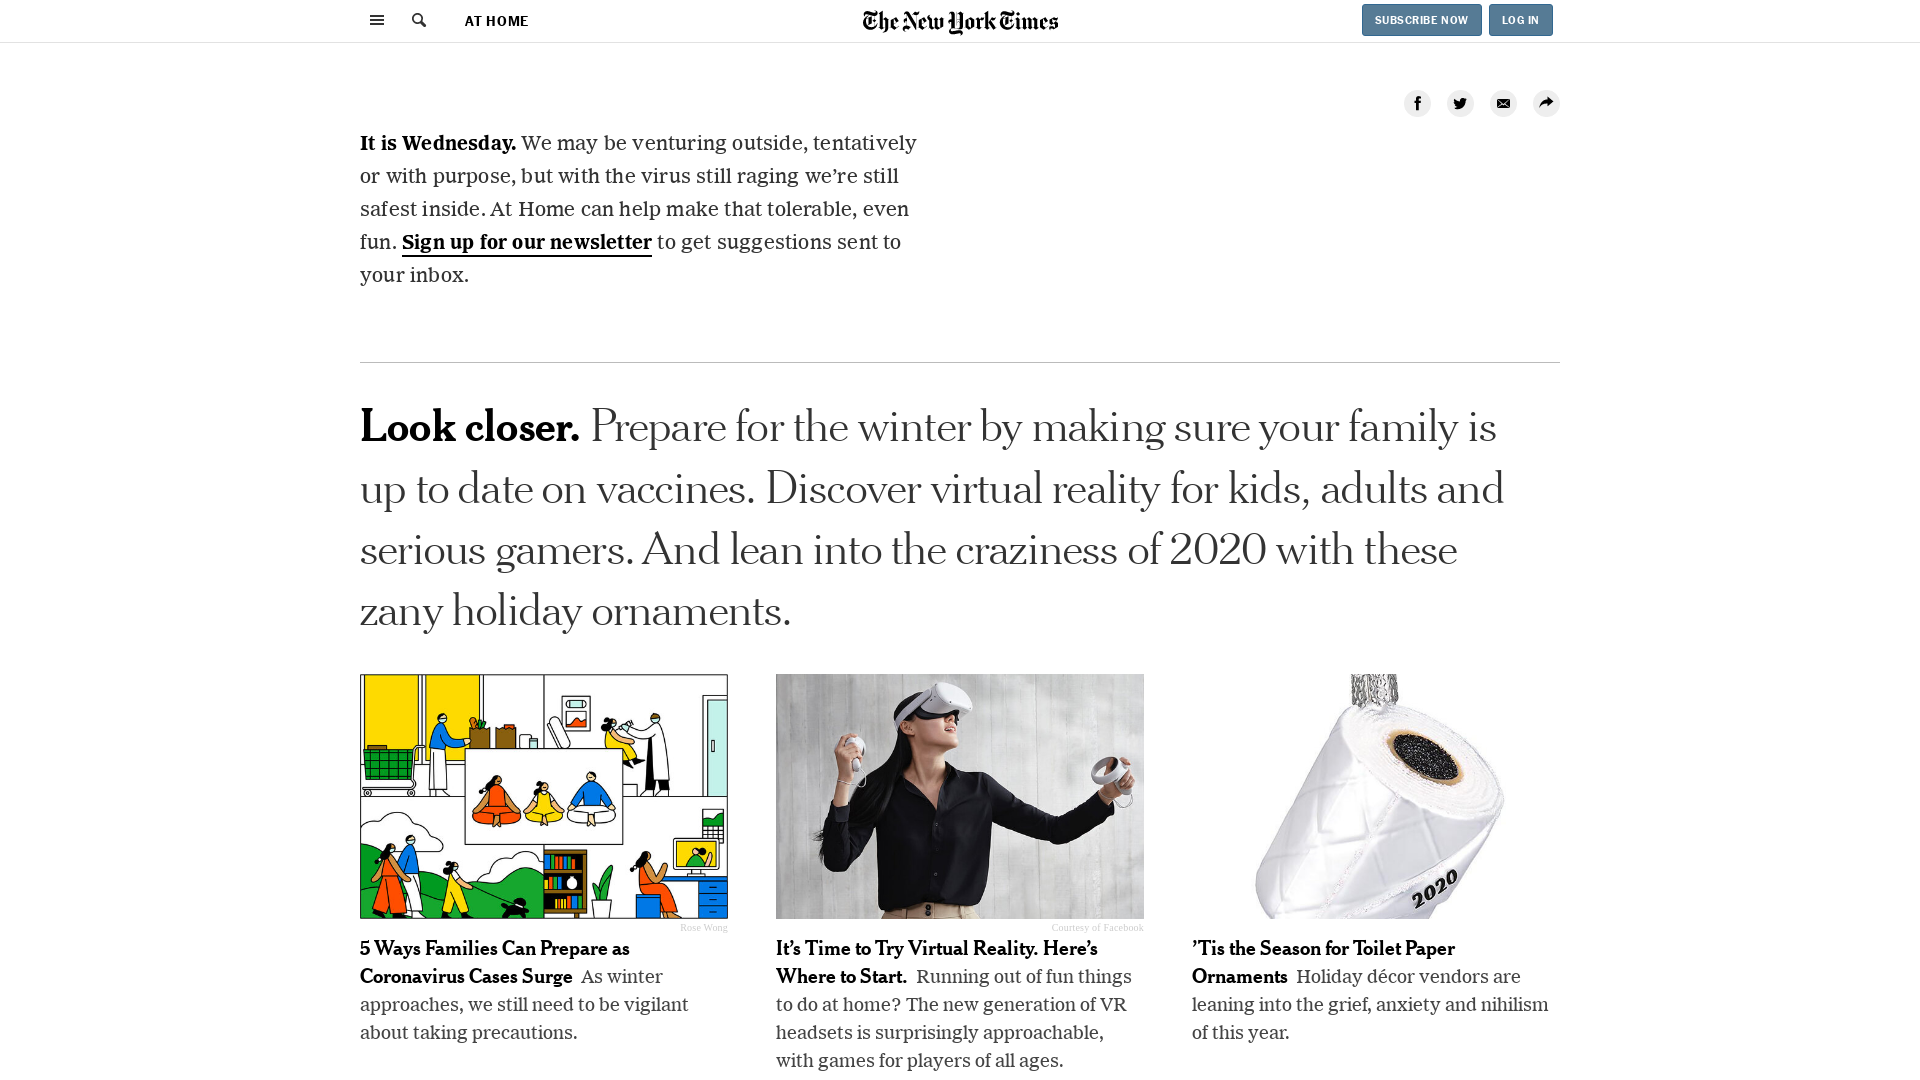 AT HOME
The New York Times
SUBSCRIBE NOW
LOG IN
It is Wednesday. We may be venturing outside, tentatively
or with purpose, but with the virus still raging we’re still
safest inside. At Home can help make that tolerable, even
fun. Sign up for our newsletter to get suggestions sent to
your inbox.
Look closer. Prepare for the winter by making sure your family is
up to date on vaccines. Discover virtual reality for kids, adults and
serious gamers. And lean into the craziness of 2020 with these
zany holiday ornaments.
Rose Wong
5 Ways Families Can Prepare as
Coronavirus Cases Surge As winter
approaches, we still need to be vigilant
about taking precautions.
Courtesy of Facebook
It’s Time to Try Virtual Reality. Here’s
Where to Start. Running out of fun things
to do at home? The new generation of VR
headsets is surprisingly approachable,
with games for players of all ages.
2020
’Tis the Season for Toilet Paper
Ornaments Holiday décor vendors are
leaning into the grief, anxiety and nihilism
of this year.